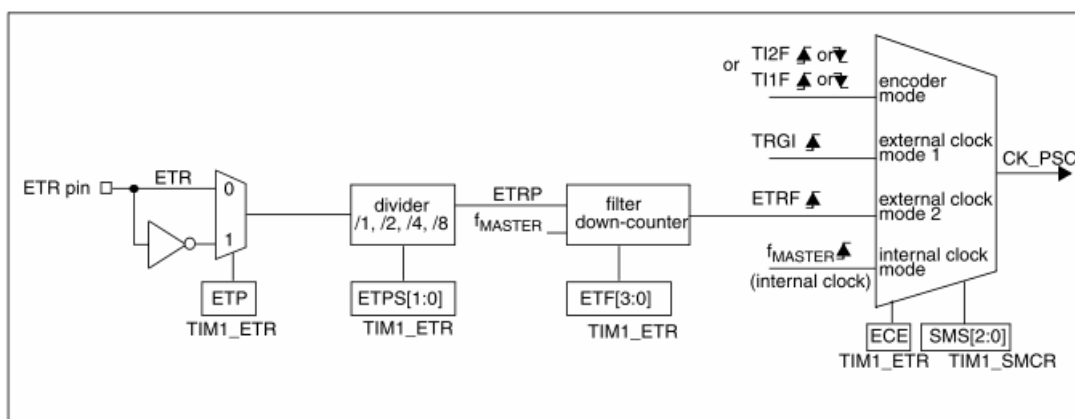 or TI2F or
TI1F or
encoder
mode
TRGI
external clock
mode 1
CK_PSC
ETR pin
ETR
0
1
divider
/1, /2, /4, /8
ETRP
fMASTER
filter
down-counter
ETRF
external clock
mode 2
fMASTER
(internal clock)
internal clock
mode
ETP
TIM1_ETR
ETPS[1:0]
TIM1_ETR
ETF[3:0]
TIM1_ETR
ECE
TIM1_ETR
SMS[2:0]
TIM1_SMCR